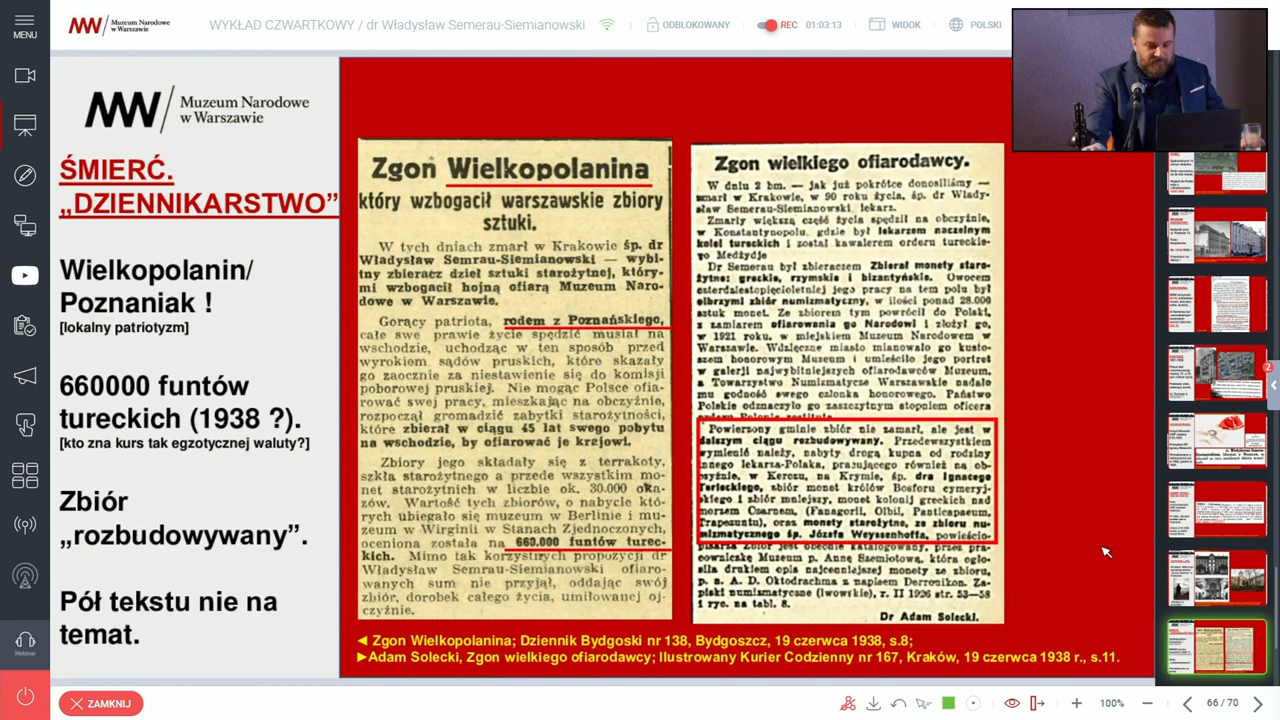 MENU
Muzeum Narodowe
w Warszawie
WYKŁAD CZWARTKOWY / dr Władysław Semerau-Siemianowski
ODBLOKOWANY
REC
01:03:13
WIDOK
POLSKI
Muzeum Narodowe
w Warszawie
ŚMIERĆ.
„DZIENNIKARSTWO”
Wielkopolanin/
Poznaniak !
[lokalny patriotyzm]
660000 funtów
tureckich (1938 ?).
[kto zna kurs tak egzotycznej waluty?]
Zbiór
„rozbudowywany”.
Pół tekstu nie na
temat.
Zgon Wielkopolanina
który wzbogacił warszawskie zbiory
sztuki.
W tych dniach zmarł w Krakowie śp. dr
Władysław Semerau-Siemianowski — wybi-
tny zbieracz dzieł sztuki starożytnej, który-
mi wzbogacił hojną ofiarą Muzeum Naro-
dowe w Warszawie.
Gorący patriota, rodem z Poznańskiego,
całe swe prawie życie spędzić musiał na
wschodzie, uchodząc w ten sposób przed
wyrokiem sądów pruskich, które skazały
go zaocznie za niestawienie się do komisji
poborowej pruskiej. Nie mogąc Polsce ofia-
rować swej pracy, mieszkając na obczyźnie,
rozpoczął gromadzić zabytki starożytności,
które zbierał w ciągu 45 lat swego pobytu
na wschodzie, by ofiarować je krajowi.
Zbiory jego składały się z terrakoty,
szkła starożytnego a przede wszystkim mo-
net starożytnych w liczbie ok. 30.000 oka-
zów. Wartość tych zbiorów, o nabycie któ-
rych ubiegało się muzeum w Berlinie i mu-
zeum w Wirginii w Stanach Zjednoczonych,
oceniona została na 660.000 funtów turec-
kich. Mimo tak korzystnych propozycji dr
Władysław Semerau-Siemianowski ofiaro-
wanych sum nie przyjął, oddając swój
zbiór, dorobek całego życia, umiłowanej oj-
czyźnie.
Zgon wielkiego ofiarodawcy.
W dniu 2 bm. — jak już pokrótce donosiliśmy —
zmarł w Krakowie, w 90 roku życia, śp. dr Włady-
sław Semerau-Siemianowski, lekarz.
Zmarły większą część życia spędził na obczyźnie,
w Konstantynopolu, gdzie był lekarzem naczelnym
kolei tureckich i został kawalerem orderu tureckie-
go Medżydje
Dr Semerau był zbieraczem Zbierał monety staro-
żytne: greckie, rzymskie i bizantyńskie. Owocem
czterdziestopięcioletniej jego pracy na tem polu był
olbrzymi zbiór numizmatyczny, w ilości ponad 28.000
sztuk monet. Ze zbiorem tym powrócił do Polski,
z zamiarem ofiarowania go Narodowi i złożył go,
w 1921 roku, w miejskiem Muzeum Narodowem w
Warszawie. Wdzięczne miasto mianowało go kusto-
szem honorowym Muzeum i umieściło jego portret
w galerji najwybitniejszych ofiarodawców Muzeum,
a Towarzystwo Numizmatyczne Warszawskie nadało
mu godność swego członka honorowego. Państwo
Polskie odznaczyło go zaszczytnym stopniem oficera
Powierzony gminie zbiór nie zamarł, ale jest w
dalszym ciągu rozbudowywany. Przedewszystkiem
wymienić należy, nabyty drogą kupna od rodziny
innego lekarza-Polaka, pracującego również na ob-
czyźnie, w Kerczu, na Krymie, śp. dra Ignacego
Terleckiego, zbiór monet królów Bosforu cymeryj-
skiego i zbiór mniejszy, monet kolonij greckich nad
morzem Czarnem, (Fanagorii, Olbi, Panticapaeum,
Trapezuntu), oraz monety starożytne, ze zbioru nu-
mizmatycznego śp. Józefa Weyssenhoffa, powieścio-
pisarza Zbiór jest obecnie katalogowany, przez pra-
cowniczkę Muzeum p. Annę Szemiotową, która ogło-
siła drukiem opis najcenniejszej monety ze zbioru,
p. n. A. D. Oktodrachma z napisem Derronikon. Za-
piski numizmatyczne (lwowskie), r. II 1926 str. 53—58
i ryc. na tabl. 8.
Dr Adam Solecki.
◄ Zgon Wielkopolanina: Dziennik Bydgoski nr 138, Bydgoszcz, 19 czerwca 1938, s.8.
►Adam Solecki, Zgon wielkiego ofiarodawcy; Ilustrowany Kurier Codzienny nr 167, Kraków, 19 czerwca 1938 r., s.11.
2
Webinar
ZAMKNIJ
100%
66 / 70